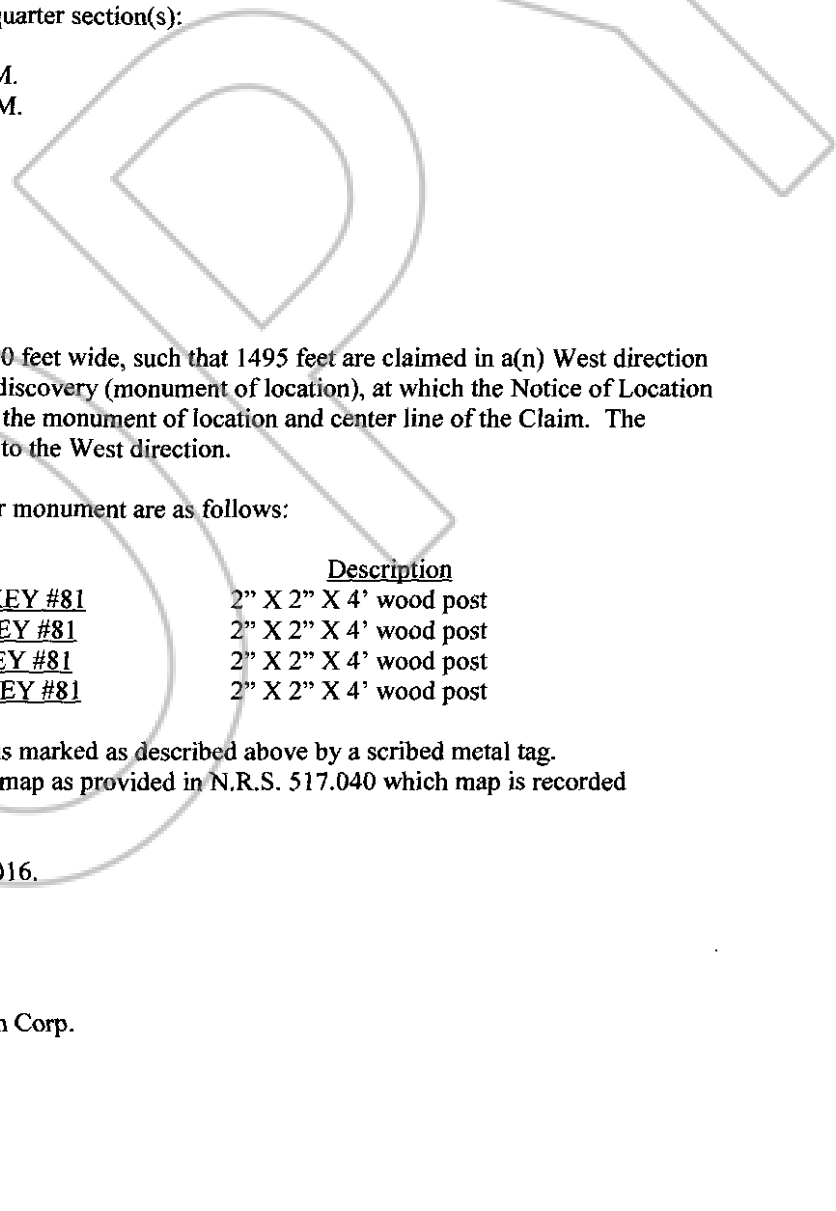 quarter section(s):
M.
M.
0 feet wide, such that 1495 feet are claimed in a(n) West direction
discovery (monument of location), at which the Notice of Location
the monument of location and center line of the Claim. The
to the West direction.
r monument are as follows:
Description
KEY #81 2” X 2” X 4’ wood post
EY #81 2” X 2” X 4’ wood post
EY #81 2” X 2” X 4’ wood post
EY #81 2” X 2” X 4’ wood post
s marked as described above by a scribed metal tag.
map as provided in N.R.S. 517.040 which map is recorded
016.
n Corp.